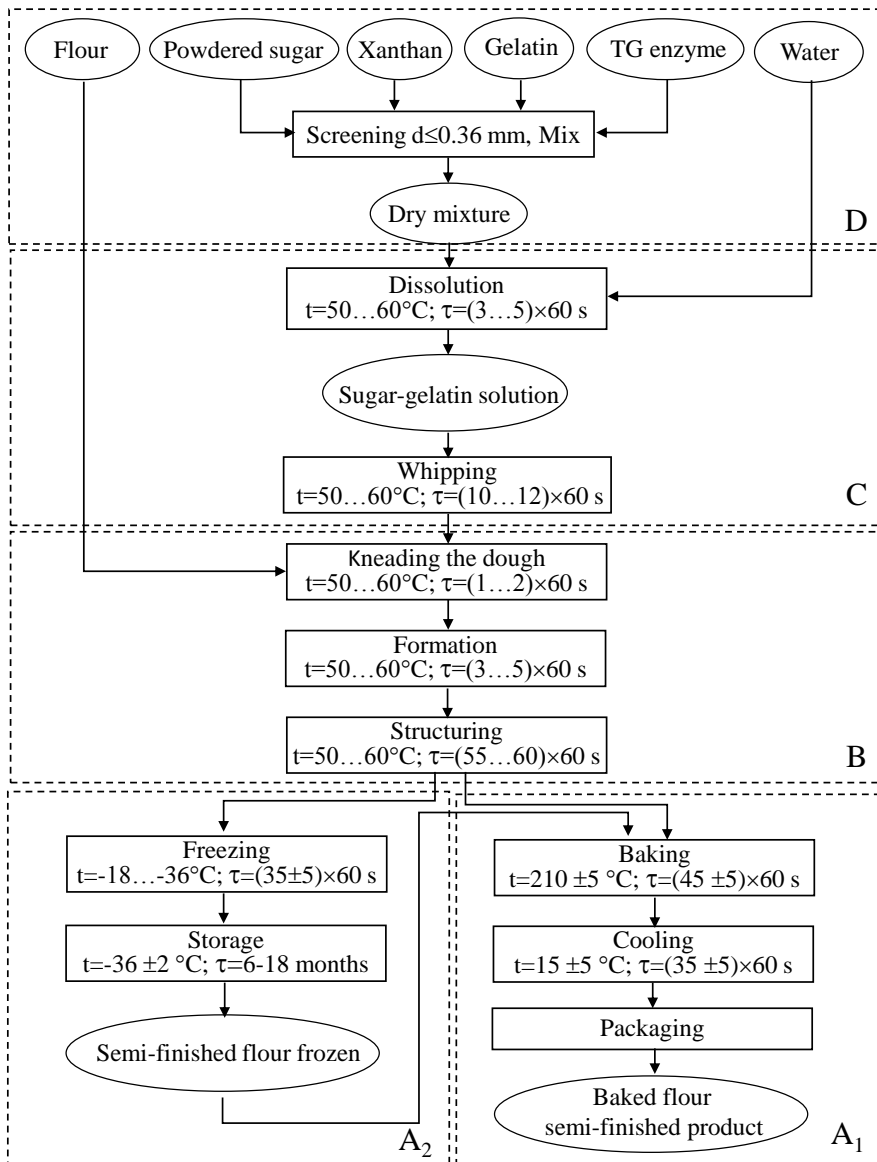 Flour
Powdered sugar
Xanthan
Gelatin
TG enzyme
Water
Screening d≤0.36 mm, Mix
Dry mixture
D
Dissolution
t=50…60°C; τ=(3…5)×60 s
Sugar-gelatin solution
Whipping
t=50…60°C; τ=(10…12)×60 s
C
Kneading the dough
t=50…60°C; τ=(1…2)×60 s
Formation
t=50…60°C; τ=(3…5)×60 s
Structuring
t=50…60°C; τ=(55…60)×60 s
B
Freezing
t=-18…-36°C; τ=(35±5)×60 s
Storage
t=-36 ±2 °C; τ=6-18 months
Semi-finished flour frozen
A₂
Baking
t=210 ±5 °C; τ=(45 ±5)×60 s
Cooling
t=15 ±5 °C; τ=(35 ±5)×60 s
Packaging
Baked flour
semi-finished product
A₁